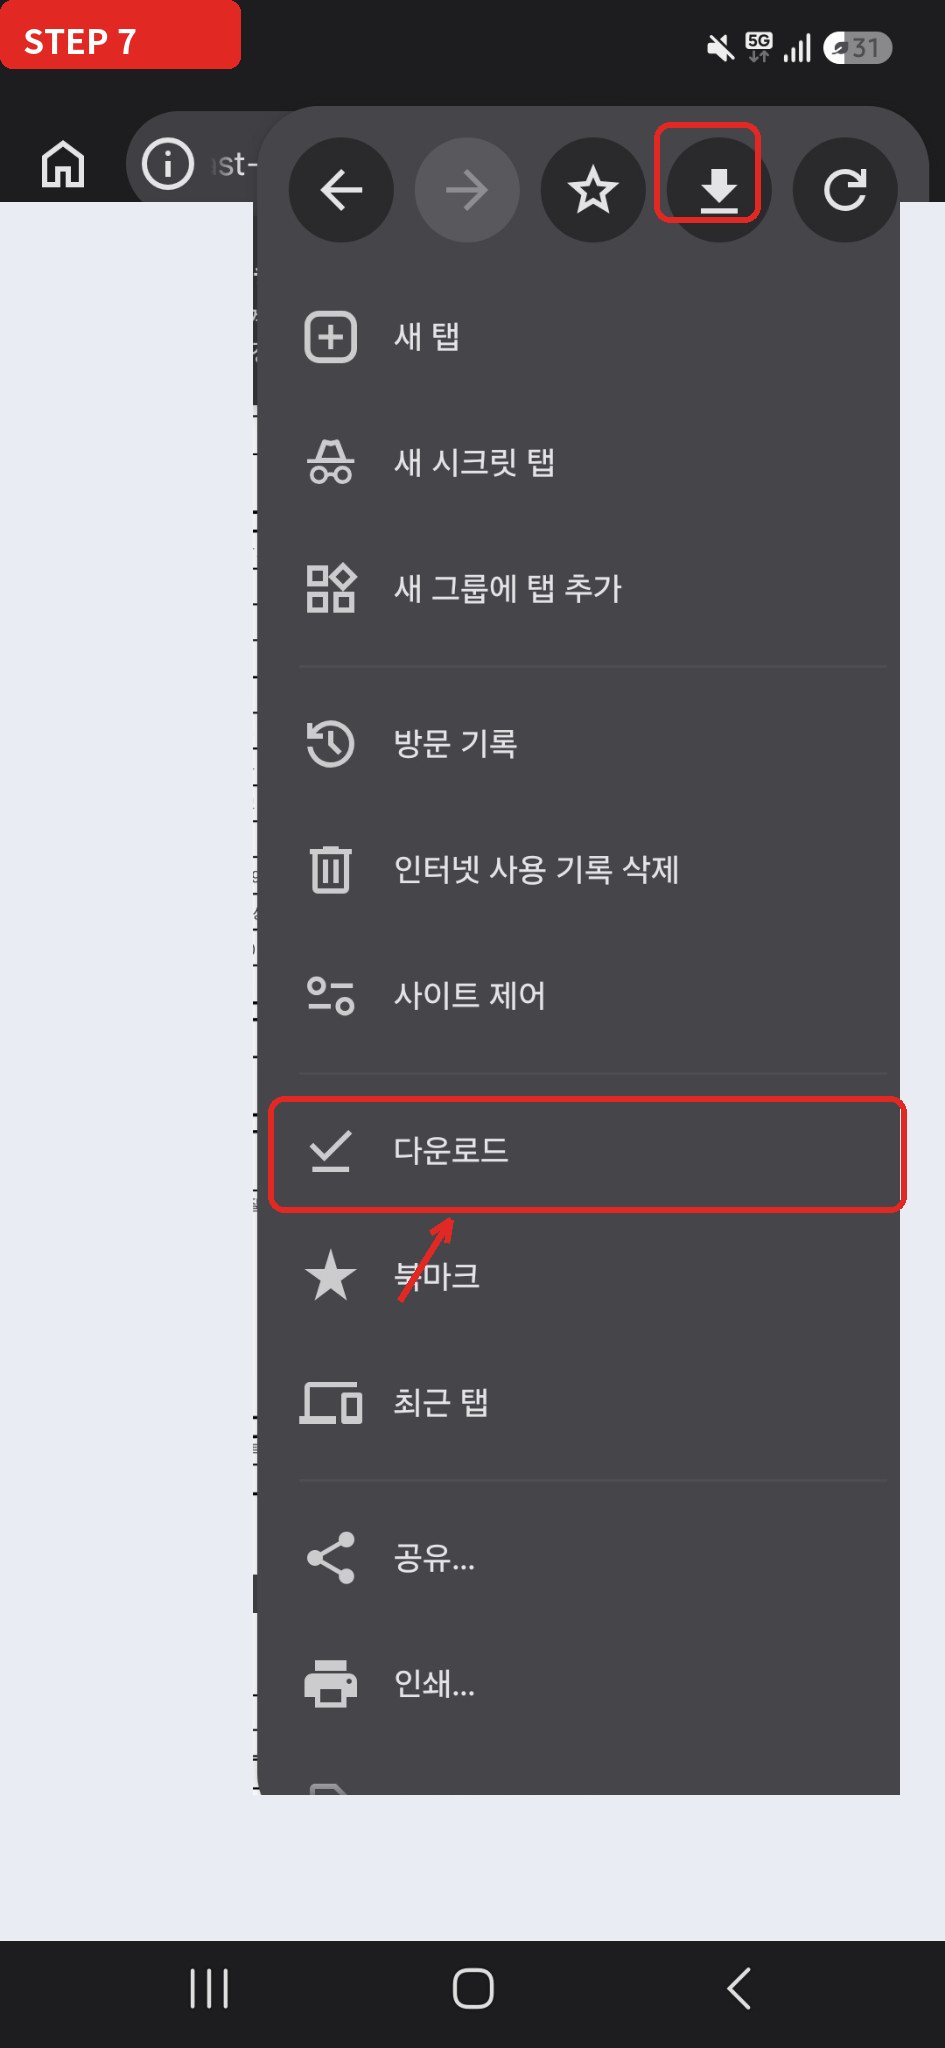 STEP 7
5G
31
st-
새 탭
새 시크릿 탭
새 그룹에 탭 추가
방문 기록
인터넷 사용 기록 삭제
사이트 제어
다운로드
북마크
최근 탭
공유...
인쇄...